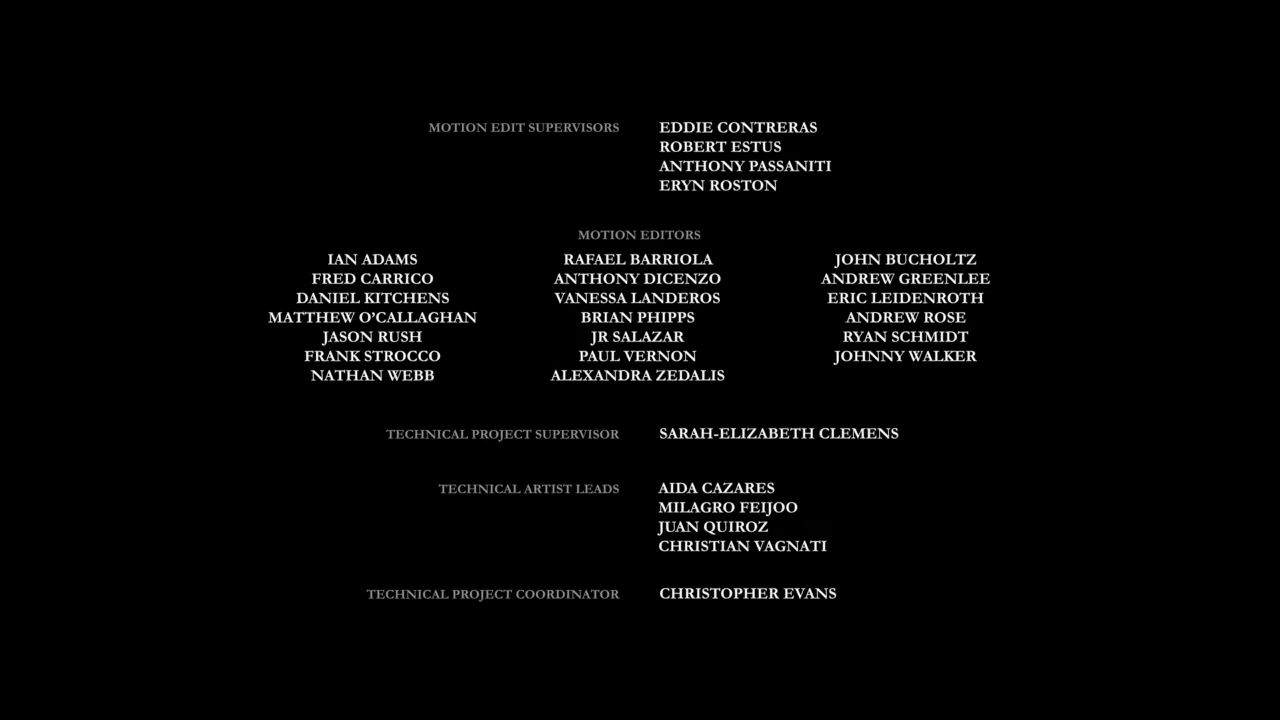 MOTION EDIT SUPERVISORS EDDIE CONTRERAS
ROBERT ESTUS
ANTHONY PASSANITI
ERYN ROSTON
MOTION EDITORS
IAN ADAMS RAFAEL BARRIOLA JOHN BUCHOLTZ
FRED CARRICO ANTHONY DICENZO ANDREW GREENLEE
DANIEL KITCHENS VANESSA LANDEROS ERIC LEIDENROTH
MATTHEW O’CALLAGHAN BRIAN PHIPPS ANDREW ROSE
JASON RUSH JR SALAZAR RYAN SCHMIDT
FRANK STROCCO PAUL VERNON JOHNNY WALKER
NATHAN WEBB ALEXANDRA ZEDALIS
TECHNICAL PROJECT SUPERVISOR SARAH-ELIZABETH CLEMENS
TECHNICAL ARTIST LEADS AIDA CAZARES
MILAGRO FEIJOO
JUAN QUIROZ
CHRISTIAN VAGNATI
TECHNICAL PROJECT COORDINATOR CHRISTOPHER EVANS